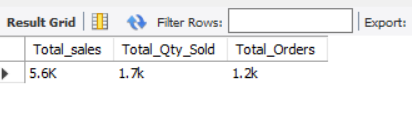 Result Grid Filter Rows: Export:
Total_sales Total_Qty_Sold Total_Orders
5.6K 1.7k 1.2k